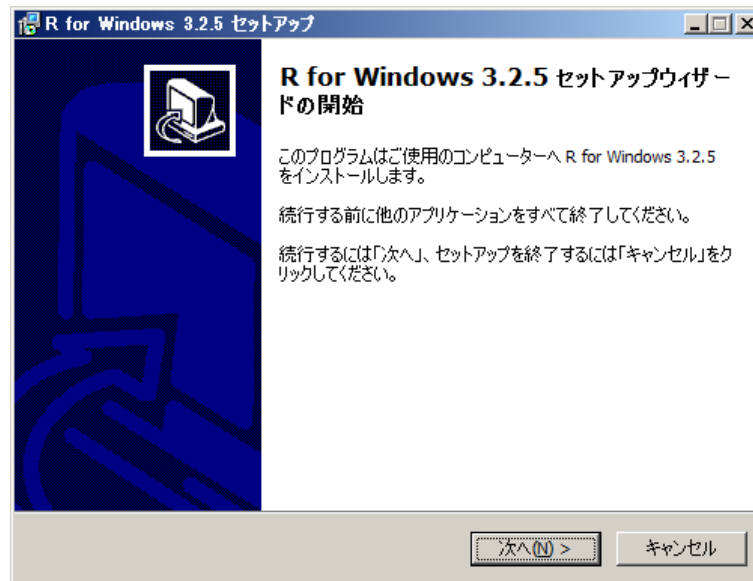 R for Windows 3.2.5 セットアップ
R for Windows 3.2.5 セットアップウィザー
ドの開始
このプログラムはご使用のコンピューターへ R for Windows 3.2.5
をインストールします。
続行する前に他のアプリケーションをすべて終了してください。
続行するには「次へ」、セットアップを終了するには「キャンセル」をク
リックしてください。
次へ(N) >
キャンセル